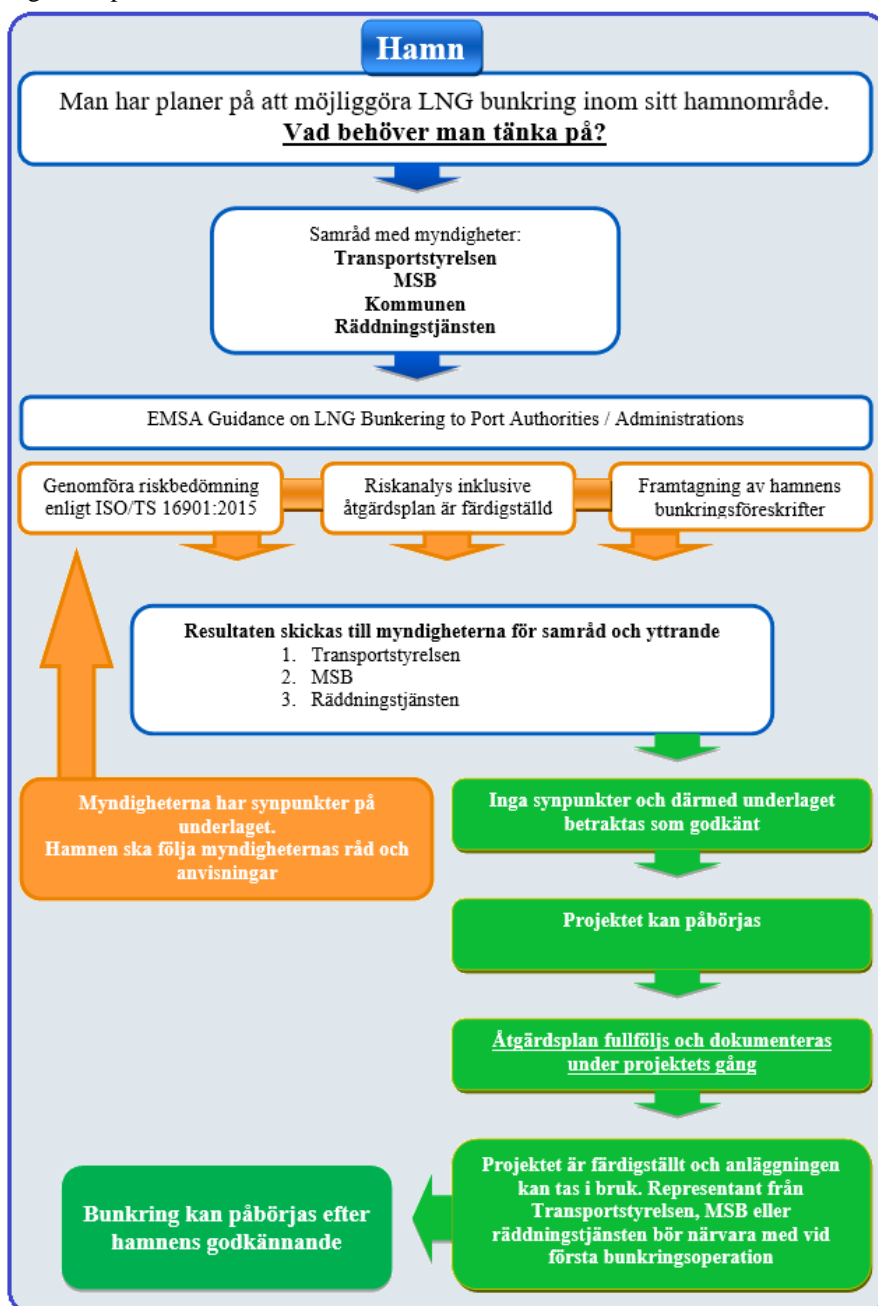 Hamn
Man har planer på att möjliggöra LNG bunkring inom sitt hamnområde.
Vad behöver man tänka på?
Samråd med myndigheter:
Transportstyrelsen
MSB
Kommunen
Räddningstjänsten
EMSA Guidance on LNG Bunkering to Port Authorities / Administrations
Genomföra riskbedömning
enligt ISO/TS 16901:2015
Riskanalys inklusive
åtgärdsplan är färdigställd
Framtagning av hamnens
bunkringsföreskrifter
Resultaten skickas till myndigheterna för samråd och yttrande
1. Transportstyrelsen
2. MSB
3. Räddningstjänsten
Myndigheterna har synpunkter på
underlaget.
Hamnen ska följa myndigheternas råd och
anvisningar
Inga synpunkter och därmed underlaget
betraktas som godkänt
Projektet kan påbörjas
Åtgärdsplan fullföljs och dokumenteras
under projektets gång
Projektet är färdigställt och anläggningen
kan tas i bruk. Representant från
Transportstyrelsen, MSB eller
räddningstjänsten bör närvara med vid
första bunkringsoperation
Bunkring kan påbörjas efter
hamnens godkännande